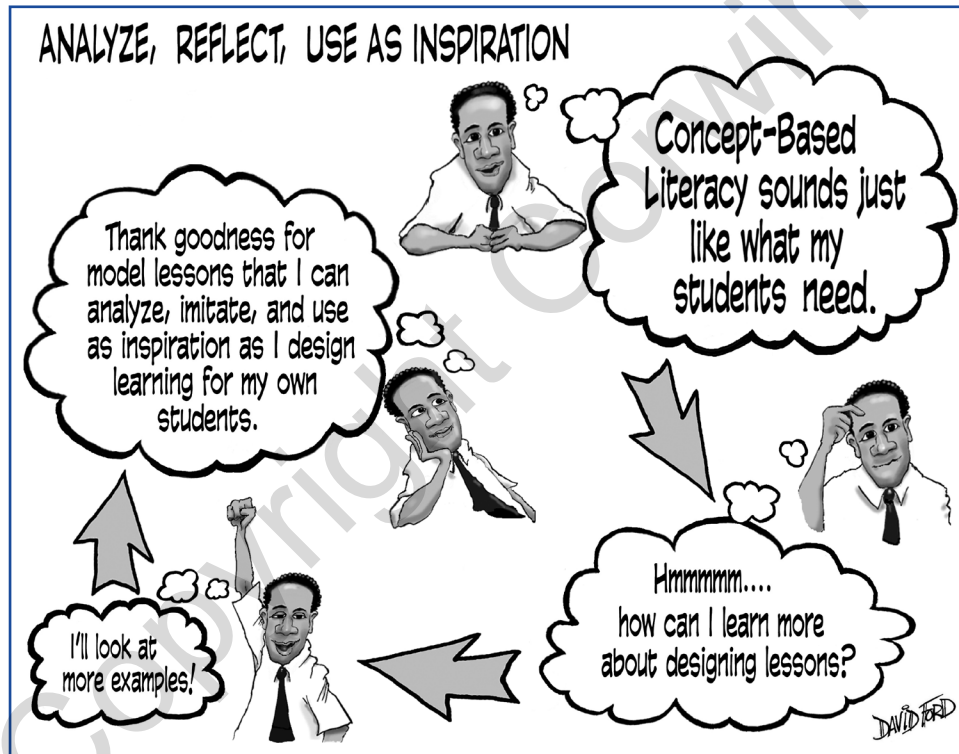 ANALYZE, REFLECT, USE AS INSPIRATION
Concept-Based
Literacy sounds just
like what my
students need.
Hmmmmm....
how can I learn more
about designing lessons?
I'll look at
more examples!
Thank goodness for
model lessons that I can
analyze, imitate, and use
as inspiration as I design
learning for my own
students.
DAVID FORD
Copyright Corwin